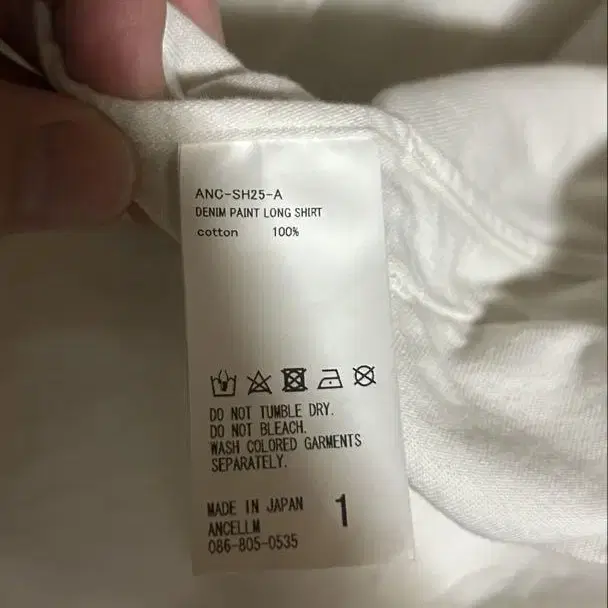 ANC-SH25-A
DENIM PAINT LONG SHIRT
cotton 100%
DO NOT TUMBLE DRY.
DO NOT BLEACH.
WASH COLORED GARMENTS
SEPARATELY.
MADE IN JAPAN 1
ANCELLM
086-805-0535